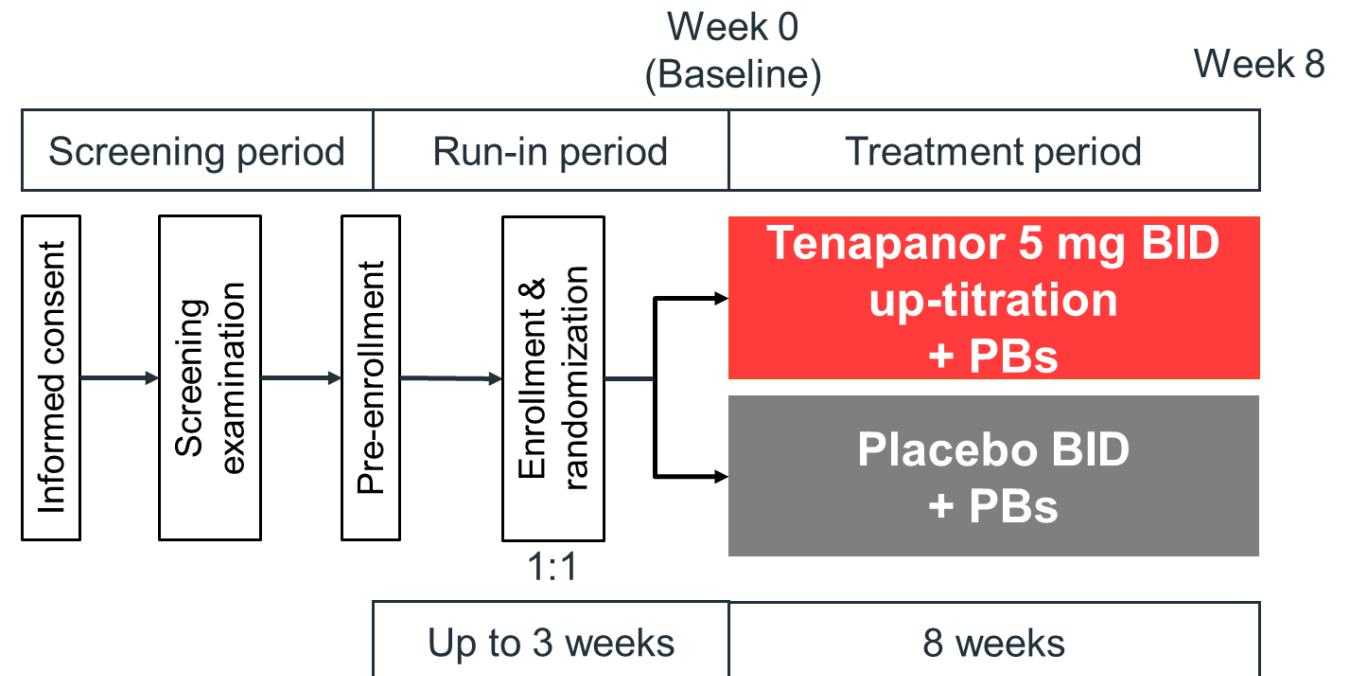 Week 0
(Baseline)
Week 8
Screening period
Run-in period
Treatment period
Informed consent
Screening
examination
Pre-enrollment
Enrollment &
randomization
1:1
Tenapanor 5 mg BID
up-titration
+ PBs
Placebo BID
+ PBs
Up to 3 weeks
8 weeks